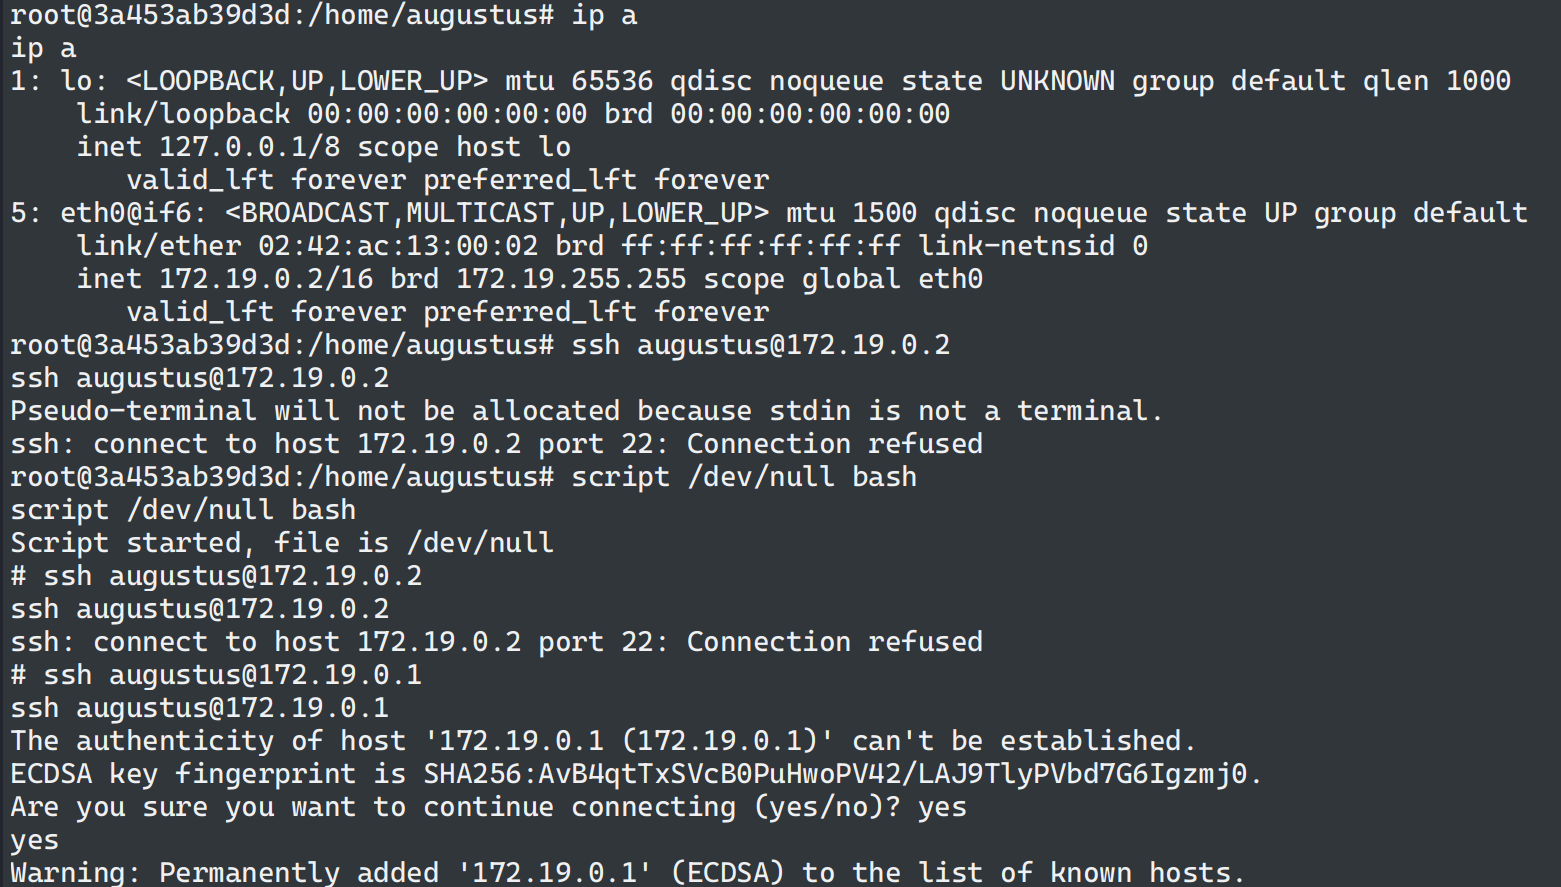 root@3a453ab39d3d:/home/augustus# ip a
ip a
1: lo: <LOOPBACK,UP,LOWER_UP> mtu 65536 qdisc noqueue state UNKNOWN group default qlen 1000
    link/loopback 00:00:00:00:00:00 brd 00:00:00:00:00:00
    inet 127.0.0.1/8 scope host lo
       valid_lft forever preferred_lft forever
5: eth0@if6: <BROADCAST,MULTICAST,UP,LOWER_UP> mtu 1500 qdisc noqueue state UP group default
    link/ether 02:42:ac:13:00:02 brd ff:ff:ff:ff:ff:ff link-netnsid 0
    inet 172.19.0.2/16 brd 172.19.255.255 scope global eth0
       valid_lft forever preferred_lft forever
root@3a453ab39d3d:/home/augustus# ssh augustus@172.19.0.2
ssh augustus@172.19.0.2
Pseudo-terminal will not be allocated because stdin is not a terminal.
ssh: connect to host 172.19.0.2 port 22: Connection refused
root@3a453ab39d3d:/home/augustus# script /dev/null bash
script /dev/null bash
Script started, file is /dev/null
# ssh augustus@172.19.0.2
ssh augustus@172.19.0.2
ssh: connect to host 172.19.0.2 port 22: Connection refused
# ssh augustus@172.19.0.1
ssh augustus@172.19.0.1
The authenticity of host '172.19.0.1 (172.19.0.1)' can't be established.
ECDSA key fingerprint is SHA256:AvB4qtTxSVcB0PuHwoPV42/LAJ9TlyPVbd7G6Igzmj0.
Are you sure you want to continue connecting (yes/no)? yes
yes
Warning: Permanently added '172.19.0.1' (ECDSA) to the list of known hosts.